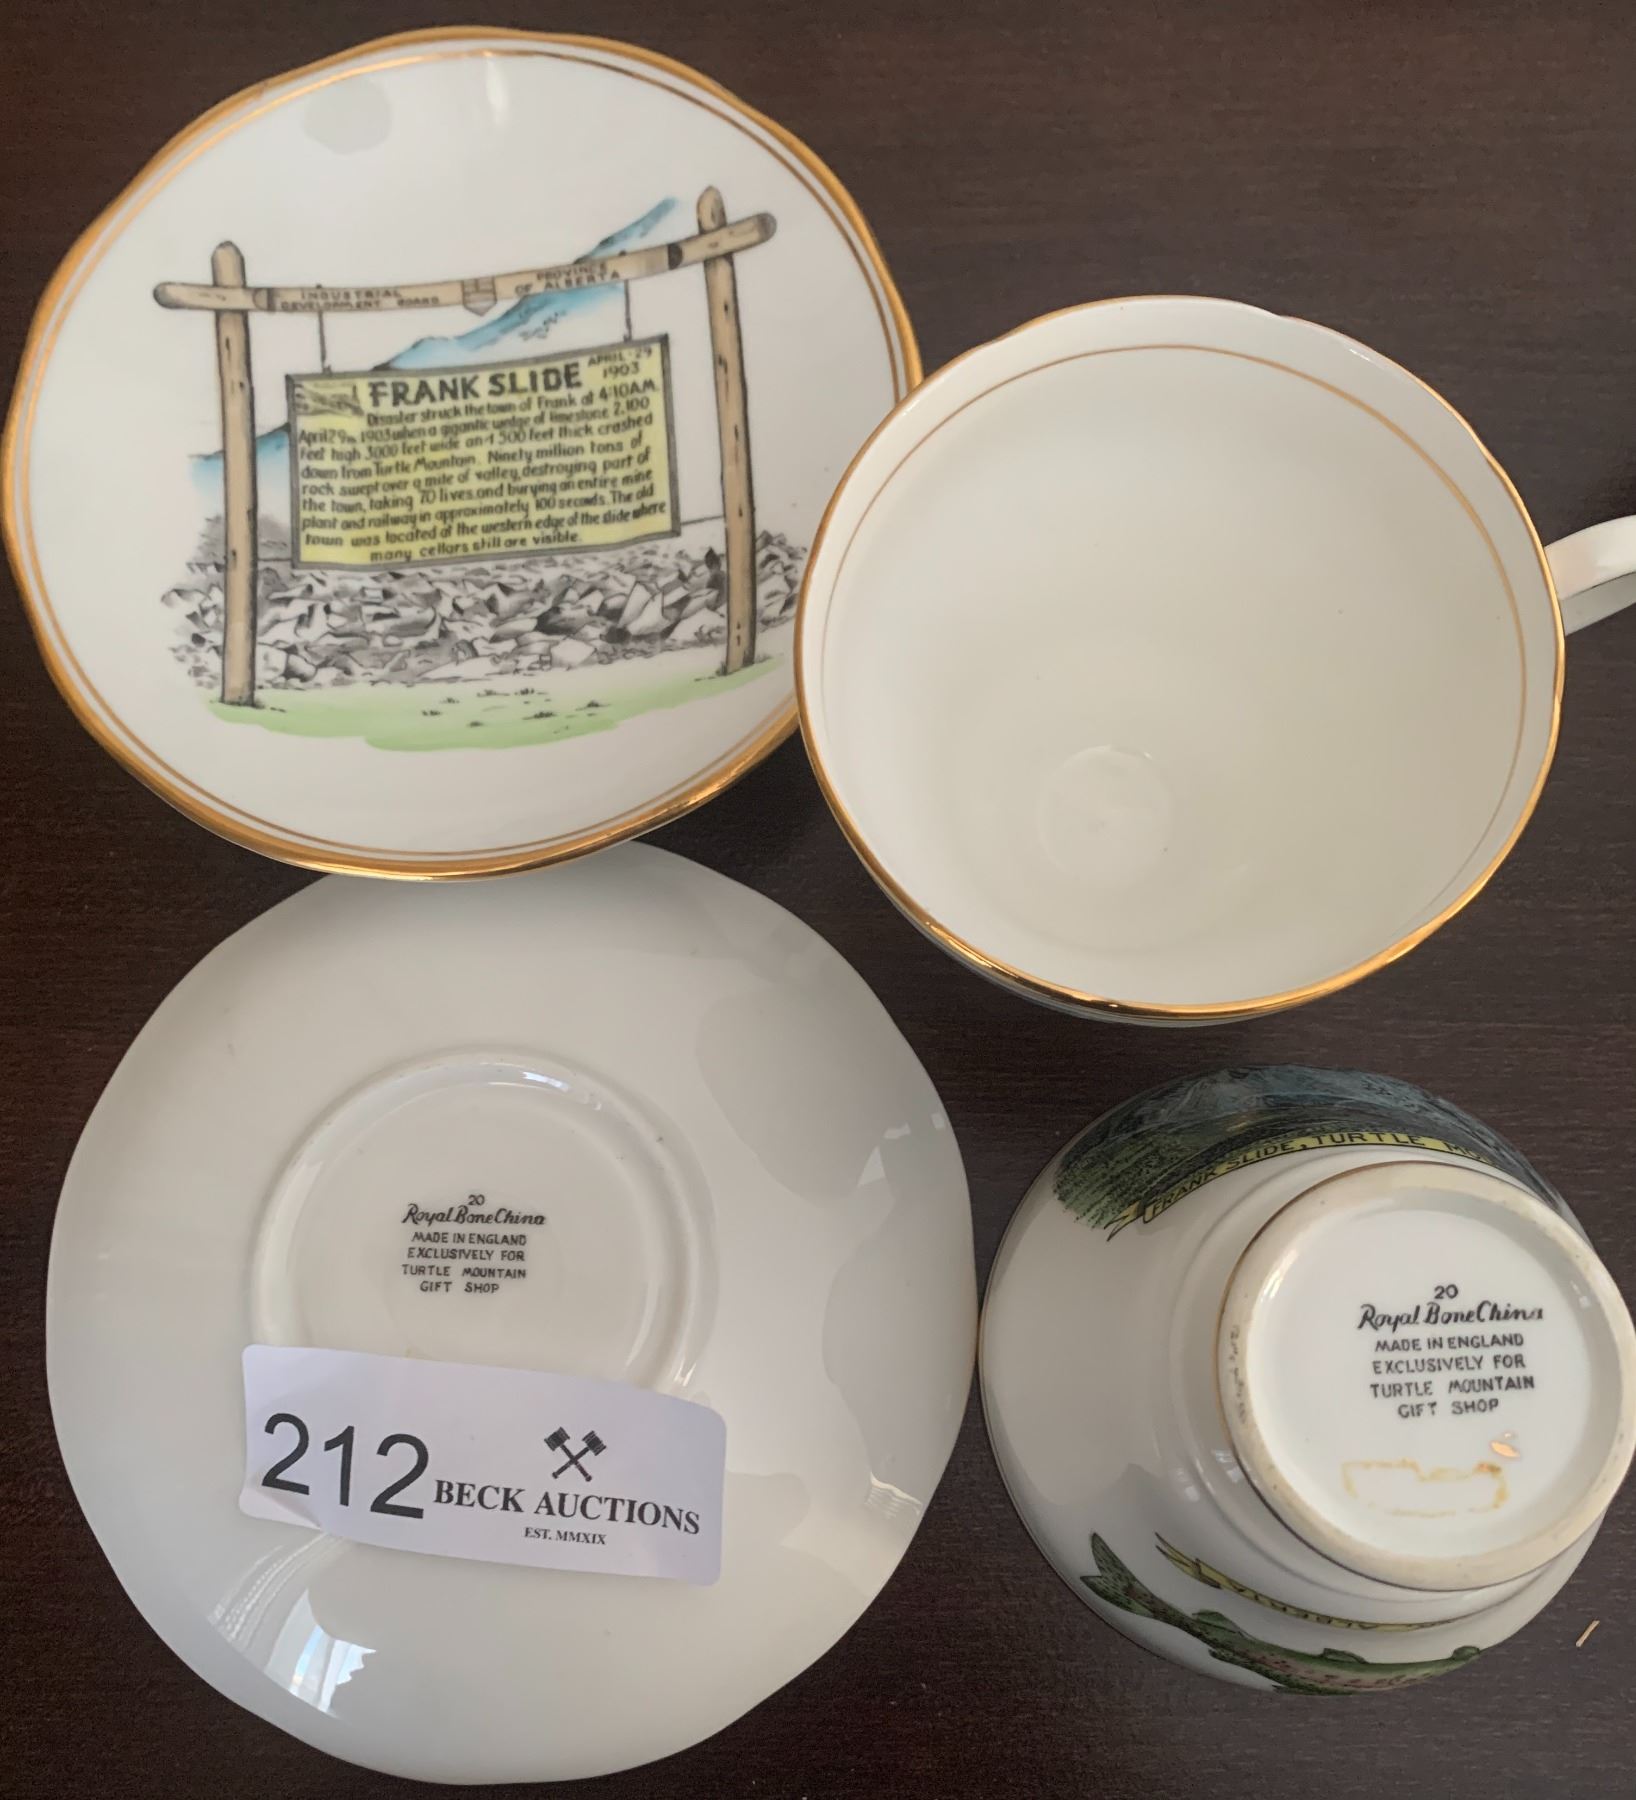 INDUSTRIAL
DEVELOPMENT BOARD
PROVINCE
OF ALBERTA
FRANK SLIDE
APRIL-29
1903
Disaster struck the town of Frank at 4:10AM.
April 29th 1903 when a gigantic wedge of limestone 2,100
feet high 3000 feet wide and 500 feet thick crashed
down from Turtle Mountain. Ninety million tons of
rock swept over a mile of valley, destroying part of
the town, taking 70 lives, and burying an entire mine
plant and railway in approximately 100 seconds. The old
town was located at the western edge of the slide where
many cellars still are visible.
20
Royal Bone China
MADE IN ENGLAND
EXCLUSIVELY FOR
TURTLE MOUNTAIN
GIFT SHOP
212
BECK AUCTIONS
EST. MMXIX
FRANK SLIDE, TURTLE
20
Royal Bone China
MADE IN ENGLAND
EXCLUSIVELY FOR
TURTLE MOUNTAIN
GIFT SHOP